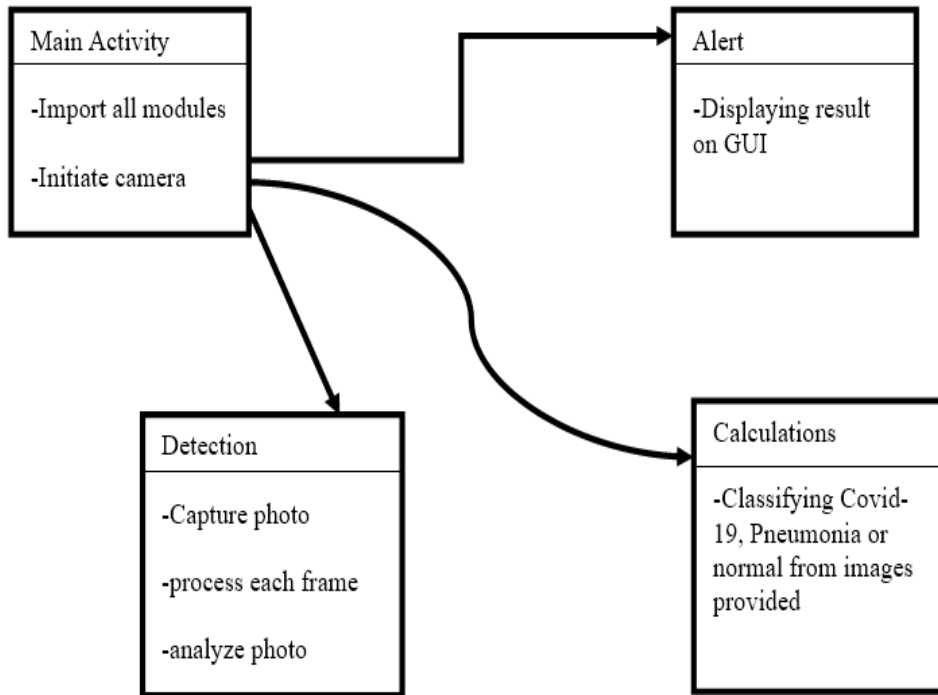 Main Activity
-Import all modules
-Initiate camera
Alert
-Displaying result
on GUI
Detection
-Capture photo
-process each frame
-analyze photo
Calculations
-Classifying Covid-
19, Pneumonia or
normal from images
provided